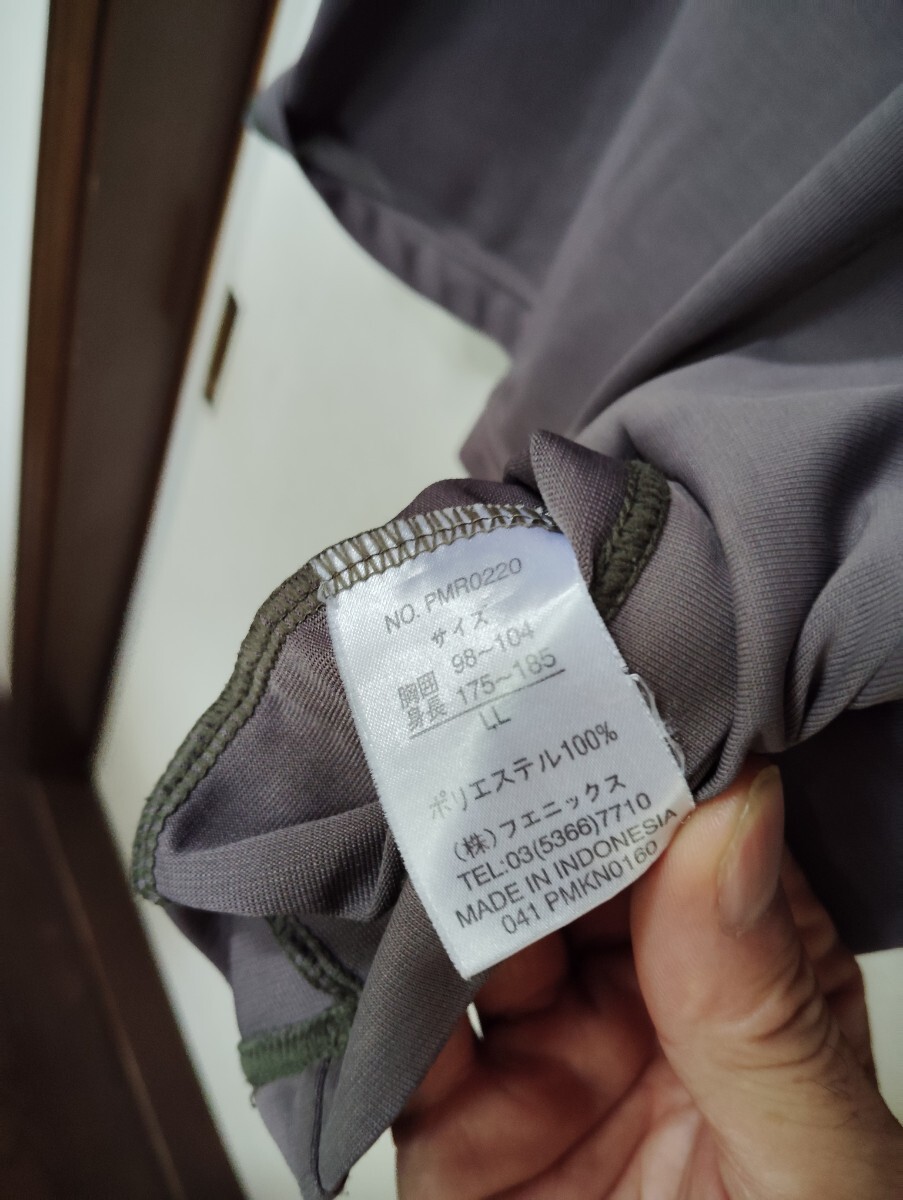 NO. PMR0220
サイズ
胸囲 98~104
身長 175~185
LL
ポリエステル100%
(株)フエニックス
TEL:03(5366)7710
MADE IN INDONESIA
041 PMKN0160